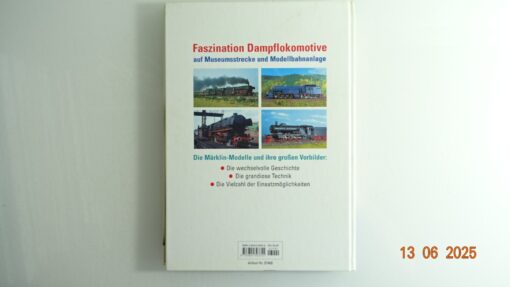 Faszination Dampflokomotive
auf Museumsstrecke und Modellbahnanlage
Die Märklin-Modelle und ihre großen Vorbilder:
● Die wechselvolle Geschichte
● Die grandiose Technik
● Die Vielzahl der Einsatzmöglichkeiten
13 06 2025